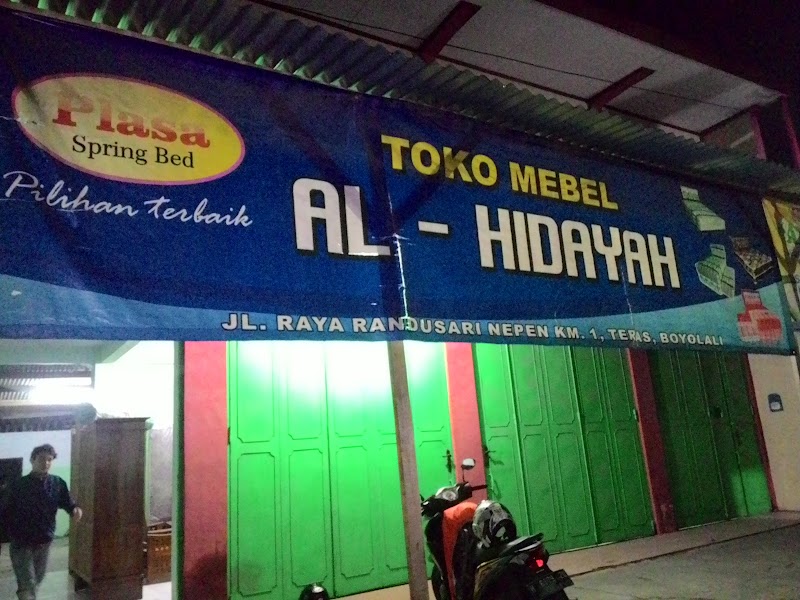 Plasa
Spring Bed
Pilihan terbaik
TOKO MEBEL
AL - HIDAYAH
JL. RAYA RANDUSARI NEPEN KM. 1, TERAS, BOYOLALI